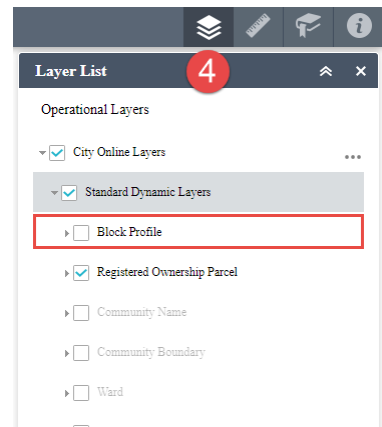 4
Layer List
Operational Layers
City Online Layers
Standard Dynamic Layers
Block Profile
Registered Ownership Parcel
Community Name
Community Boundary
Ward